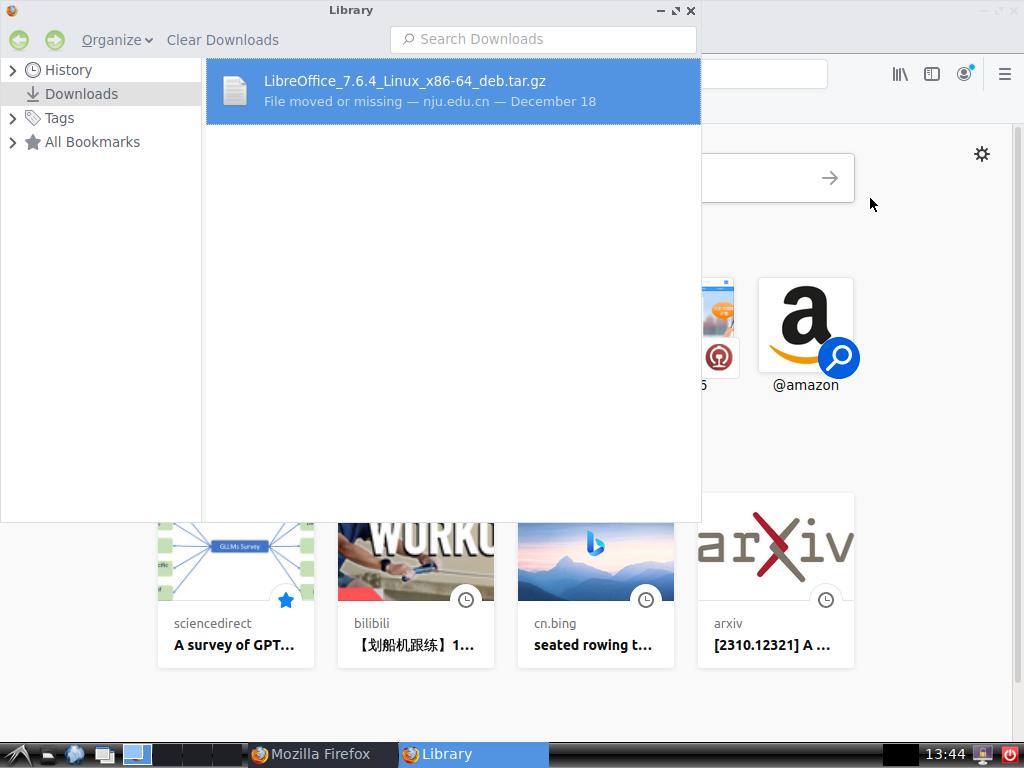 Library
Organize
Clear Downloads
Search Downloads
History
Downloads
Tags
All Bookmarks
LibreOffice_7.6.4_Linux_x86-64_deb.tar.gz
File moved or missing — nju.edu.cn — December 18
6
@amazon
GLLMs Survey
WORKO
arXiv
sciencedirect
A survey of GPT...
bilibili
【划船机跟练】1...
cn.bing
seated rowing t...
arxiv
[2310.12321] A ...
Mozilla Firefox
Library
13:44